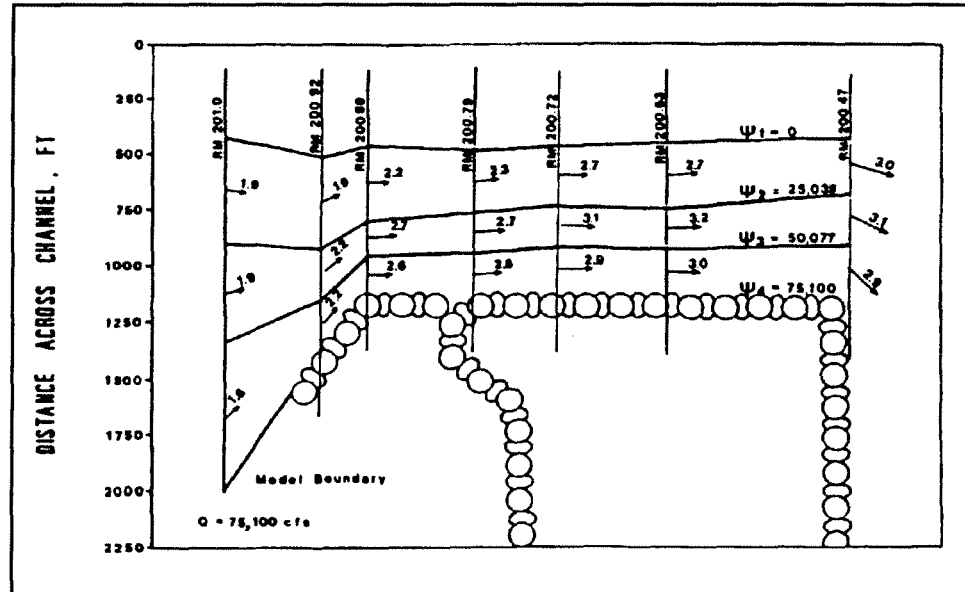 DISTANCE ACROSS CHANNEL, FT
0
250
500
750
1000
1250
1500
1750
2000
2250
RM 201.0
RM 200.92
RM 200.88
RM 200.79
RM 200.72
RM 200.63
RM 200.47
Ψ1 = 0
Ψ2 = 25,038
Ψ3 = 50,077
Ψ4 = 75,100
1.9
1.9
2.2
2.3
2.7
2.7
3.0
1.9
2.2
2.7
2.7
3.1
3.2
3.1
1.6
2.2
2.6
2.8
2.9
3.0
2.9
Model Boundary
Q = 75,100 cfs